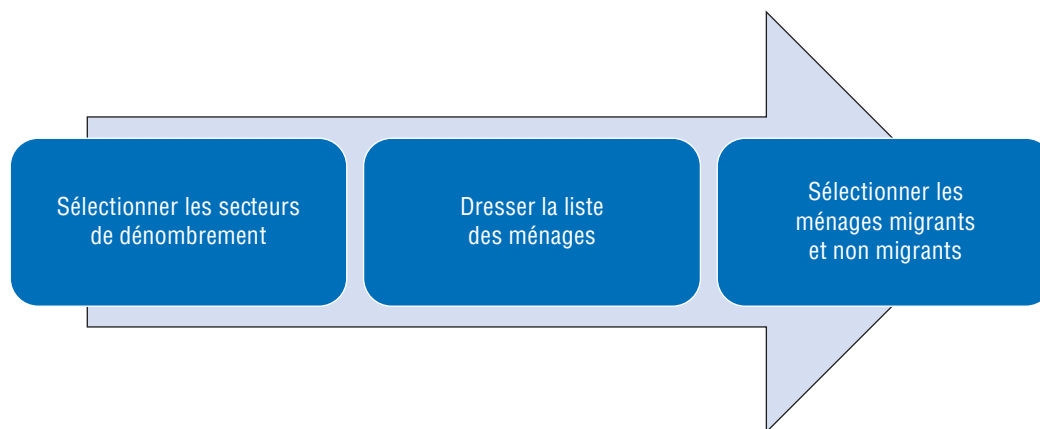 Sélectionner les secteurs
de dénombrement
Dresser la liste
des ménages
Sélectionner les
ménages migrants
et non migrants